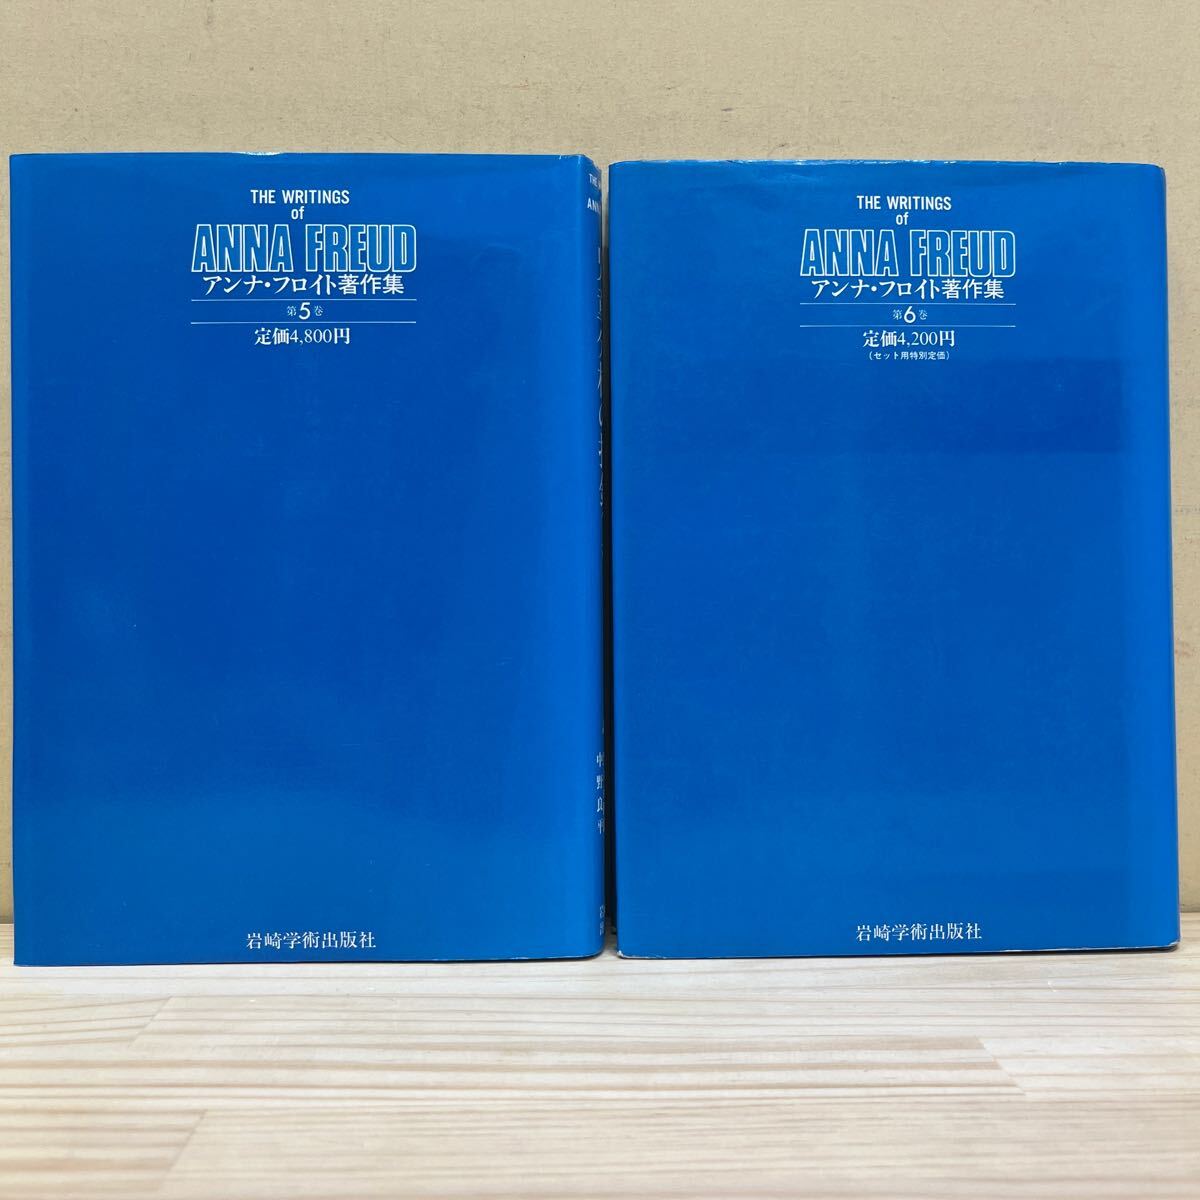 THE WRITINGS
of
ANNA FREUD
アンナ・フロイト著作集
第5巻
定価4,800円
岩崎学術出版社
THE WRITINGS
of
ANNA FREUD
アンナ・フロイト著作集
第6巻
定価4,200円
(セット用特別定価)
岩崎学術出版社